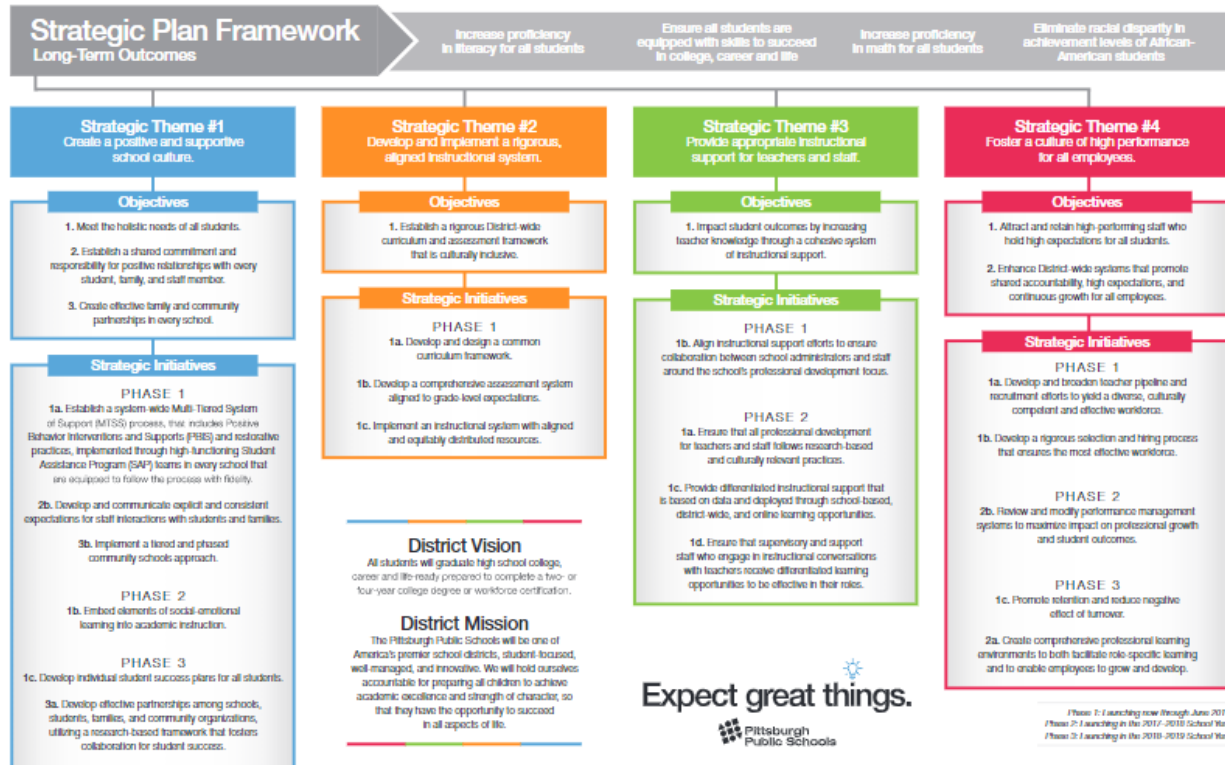 Strategic Plan Framework
Long-Term Outcomes
Increase proficiency
in literacy for all students
Ensure all students are
equipped with skills to succeed
in college, career and life
Increase proficiency
in math for all students
Eliminate racial disparity in
achievement levels of African-
American students
Strategic Theme #1
Create a positive and supportive
school culture.
Objectives
1. Meet the holistic needs of all students.
2. Establish a shared commitment and
responsibility for positive relationships with every
student, family, and staff member.
3. Create effective family and community
partnerships in every school.
Strategic Initiatives
PHASE 1
1a. Establish a system-wide Multi-Tiered System
of Support (MTSS) process, that includes Positive
Behavior Interventions and Supports (PBIS) and restorative
practices, implemented through high-functioning Student
Assistance Program (SAP) teams in every school that
are equipped to follow the process with fidelity.
2b. Develop and communicate explicit and consistent
expectations for staff interactions with students and families.
3b. Implement a tiered and phased
community schools approach.
PHASE 2
1b. Embed elements of social-emotional
learning into academic instruction.
PHASE 3
1c. Develop individual student success plans for all students.
3a. Develop effective partnerships among schools,
students, families, and community organizations,
utilizing a research-based framework that fosters
collaboration for student success.
Strategic Theme #2
Develop and implement a rigorous,
aligned instructional system.
Objectives
1. Establish a rigorous District-wide
curriculum and assessment framework
that is culturally inclusive.
Strategic Initiatives
PHASE 1
1a. Develop and design a common
curriculum framework.
1b. Develop a comprehensive assessment system
aligned to grade-level expectations.
1c. Implement an instructional system with aligned
and equitably distributed resources.
District Vision
All students will graduate high school college,
career and life-ready prepared to complete a two- or
four-year college degree or workforce certification.
District Mission
The Pittsburgh Public Schools will be one of
America's premier school districts, student-focused,
well-managed, and innovative. We will hold ourselves
accountable for preparing all children to achieve
academic excellence and strength of character, so
that they have the opportunity to succeed
in all aspects of life.
Strategic Theme #3
Provide appropriate instructional
support for teachers and staff.
Objectives
1. Impact student outcomes by increasing
teacher knowledge through a cohesive system
of instructional support.
Strategic Initiatives
PHASE 1
1b. Align instructional support efforts to ensure
collaboration between school administrators and staff
around the school's professional development focus.
PHASE 2
1a. Ensure that all professional development
for teachers and staff follows research-based
and culturally relevant practices.
1c. Provide differentiated instructional support that
is based on data and deployed through school-based,
district-wide, and online learning opportunities.
1d. Ensure that supervisory and support
staff who engage in instructional conversations
with teachers receive differentiated learning
opportunities to be effective in their roles.
Expect great things.
Pittsburgh
Public Schools
Strategic Theme #4
Foster a culture of high performance
for all employees.
Objectives
1. Attract and retain high-performing staff who
hold high expectations for all students.
2. Enhance District-wide systems that promote
shared accountability, high expectations, and
continuous growth for all employees.
Strategic Initiatives
PHASE 1
1a. Develop and broaden teacher pipeline and
recruitment efforts to yield a diverse, culturally
competent and effective workforce.
1b. Develop a rigorous selection and hiring process
that ensures the most effective workforce.
PHASE 2
2b. Review and modify performance management
systems to maximize impact on professional growth
and student outcomes.
PHASE 3
1c. Promote retention and reduce negative
effect of turnover.
2a. Create comprehensive professional learning
environments to both facilitate role-specific learning
and to enable employees to grow and develop.
Phase 1: Launching now through June 201
Phase 2: Launching in the 2017-2018 School Ye
Phase 3: Launching in the 2018-2019 School Ye